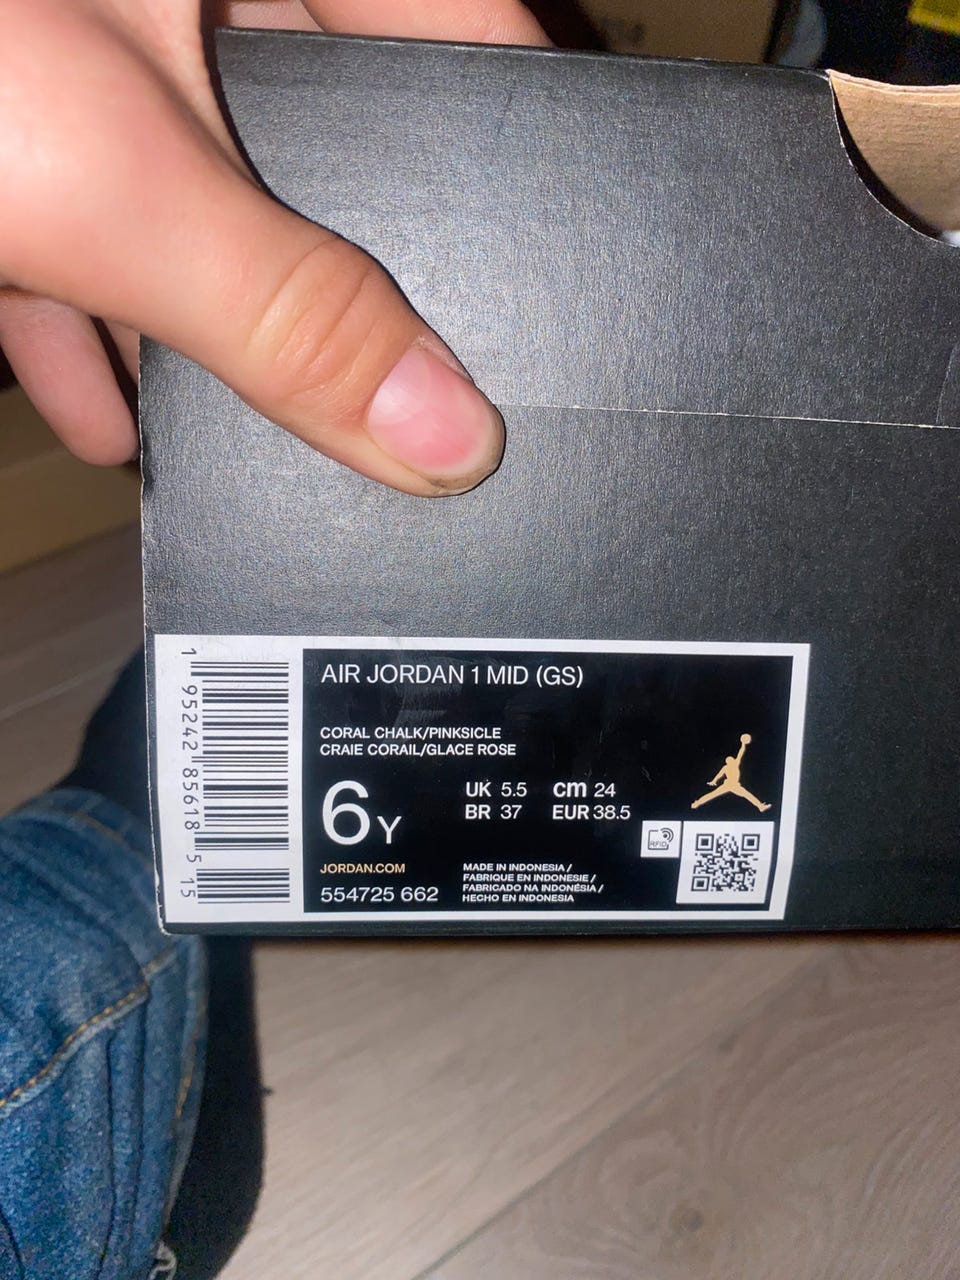 AIR JORDAN 1 MID (GS)
CORAL CHALK/PINKSICLE
CRAIE CORAIL/GLACE ROSE
6Y
UK 5.5 cm 24
BR 37 EUR 38.5
RFID
JORDAN.COM
554725 662
MADE IN INDONESIA /
FABRIQUE EN INDONESIE /
FABRICADO NA INDONÉSIA /
HECHO EN INDONESIA
1 95242 85618 5 15